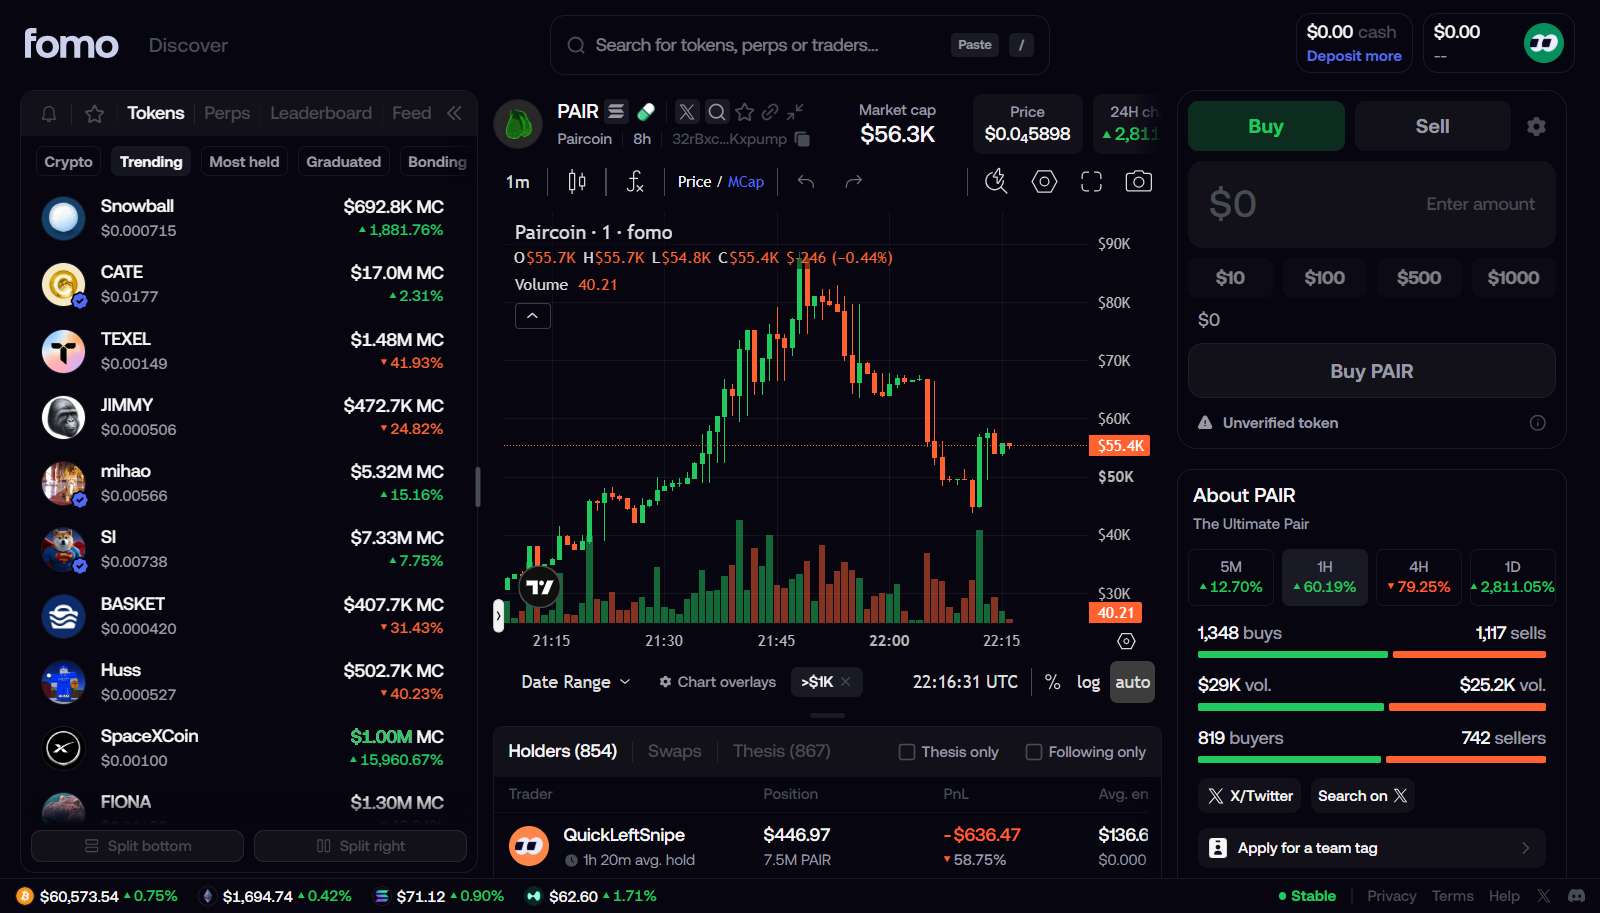 fomo
Discover
Search for tokens, perps or traders...
Paste
/
$0.00 cash
Deposit more
$0.00
--
Tokens
Perps
Leaderboard
Feed
Crypto
Trending
Most held
Graduated
Bonding
Snowball
$692.8K MC
$0.000715
1,881.76%
CATE
$17.0M MC
$0.0177
2.31%
TEXEL
$1.48M MC
$0.00149
41.93%
JIMMY
$472.7K MC
$0.000506
24.82%
mihao
$5.32M MC
$0.00566
15.16%
SI
$7.33M MC
$0.00738
7.75%
BASKET
$407.7K MC
$0.000420
31.43%
Huss
$502.7K MC
$0.000527
40.23%
SpaceXCoin
$1.00M MC
$0.00100
15,960.67%
FIONA
$1.30M MC
Split bottom
Split right
PAIR
Paircoin
8h
32rBxc...Kxpump
Market cap
$56.3K
Price
$0.0₄5898
24H ch
2,811
1m
Price / MCap
Paircoin · 1 · fomo
O$55.7K H$55.7K L$54.8K C$55.4K $-246 (−0.44%)
Volume 40.21
$90K
$80K
$70K
$60K
$55.4K
$50K
$40K
$30K
40.21
21:15
21:30
21:45
22:00
22:15
Date Range
Chart overlays
>$1K
22:16:31 UTC
%
log
auto
Holders (854)
Swaps
Thesis (867)
Thesis only
Following only
Trader
Position
PnL
Avg. en
QuickLeftSnipe
$446.97
-$636.47
$136.6
1h 20m avg. hold
7.5M PAIR
58.75%
$0.000
Buy
Sell
$0
Enter amount
$10
$100
$500
$1000
$0
Buy PAIR
Unverified token
About PAIR
The Ultimate Pair
5M
12.70%
1H
60.19%
4H
79.25%
1D
2,811.05%
1,348 buys
1,117 sells
$29K vol.
$25.2K vol.
819 buyers
742 sellers
X/Twitter
Search on X
Apply for a team tag
$60,573.54 0.75%
$1,694.74 0.42%
$71.12 0.90%
$62.60 1.71%
Stable
Privacy
Terms
Help